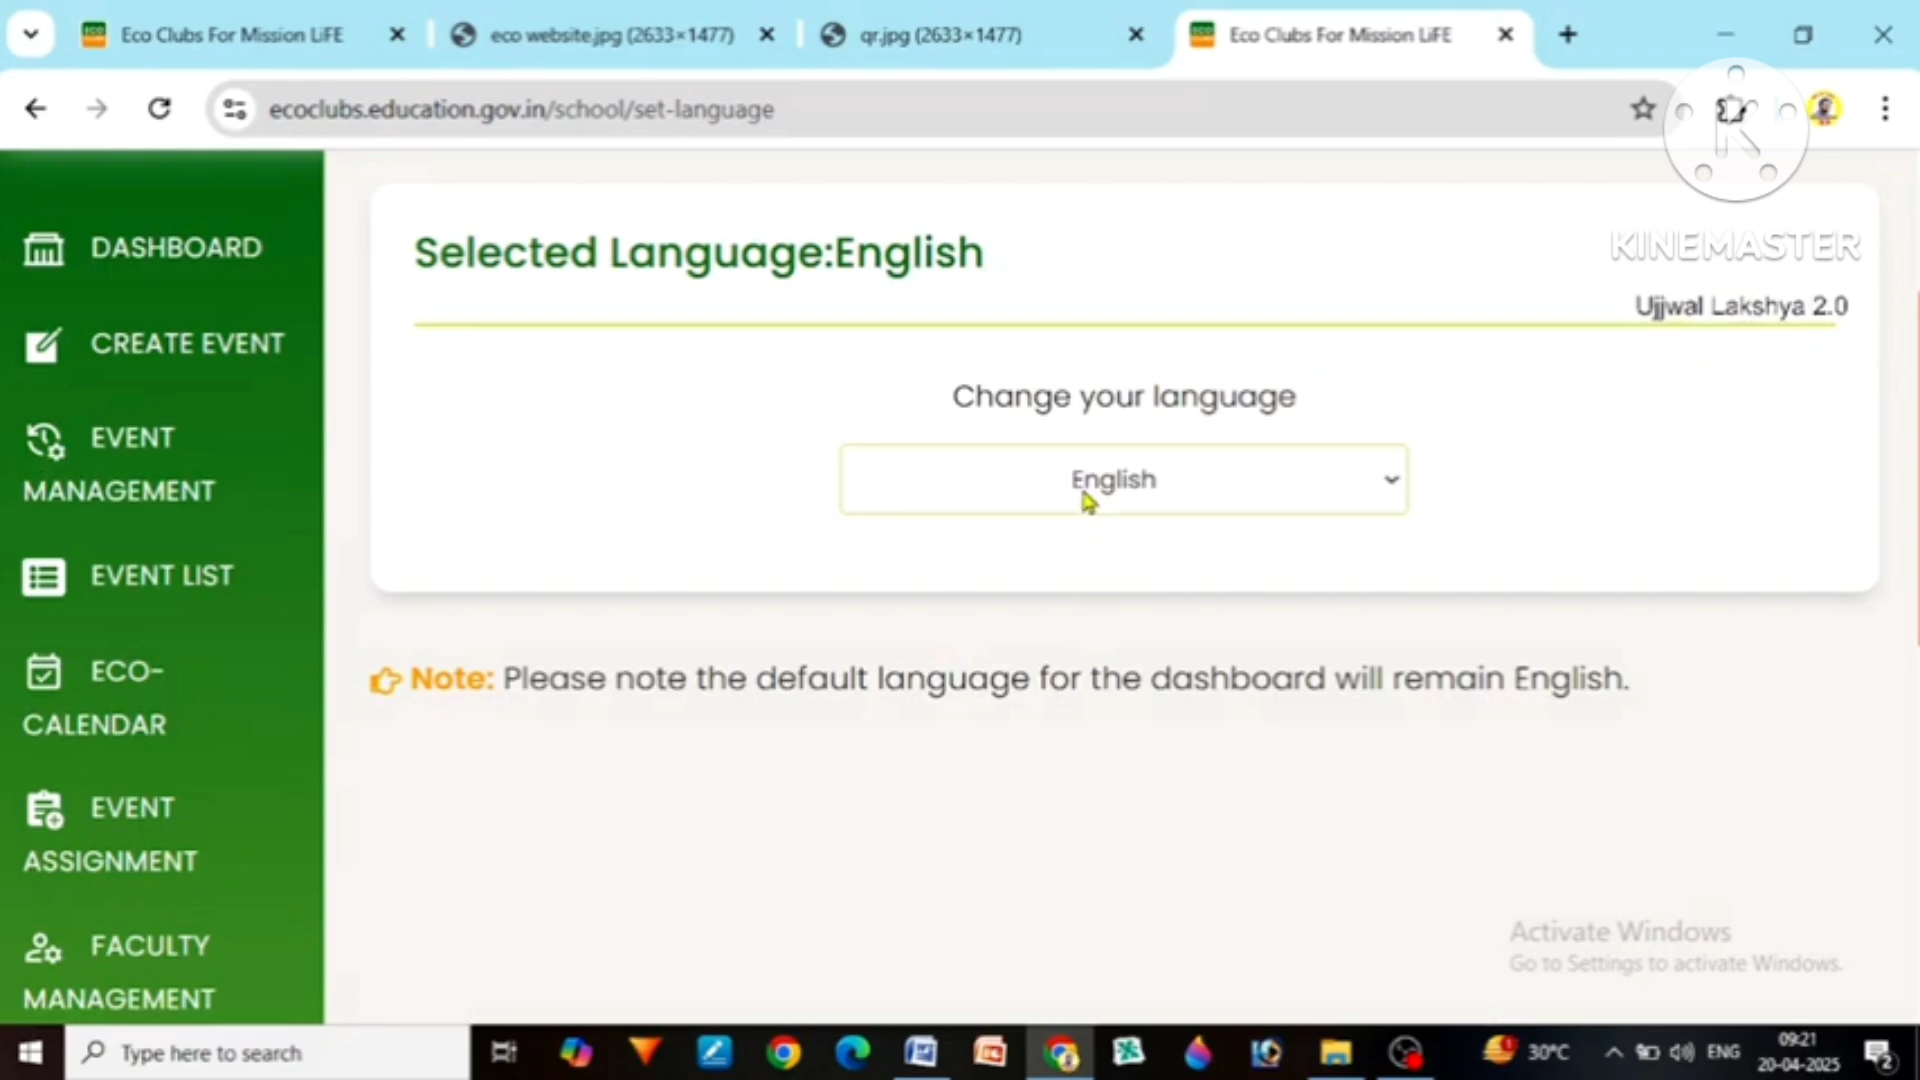 Eco Clubs For Mission LiFE
eco website.jpg (2633×1477)
qr.jpg (2633×1477)
Eco Clubs For Mission LiFE
ecoclubs.education.gov.in/school/set-language
K
KINEMASTER
Ujjwal Lakshya 2.0
DASHBOARD
CREATE EVENT
EVENT
MANAGEMENT
EVENT LIST
ECO-
CALENDAR
EVENT
ASSIGNMENT
FACULTY
MANAGEMENT
Selected Language:English
Change your language
English
Note: Please note the default language for the dashboard will remain English.
Activate Windows
Go to Settings to activate Windows.
Type here to search
30°C
ENG
09:21
20-04-2025
2